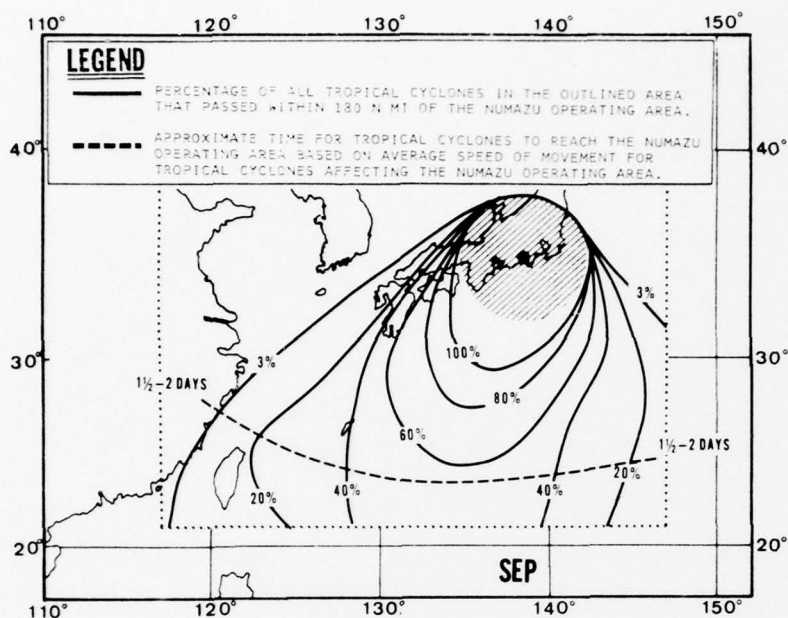 110° 120° 130° 140° 150°
LEGEND
PERCENTAGE OF ALL TROPICAL CYCLONES IN THE OUTLINED AREA
THAT PASSED WITHIN 180 N MI OF THE NUMAZU OPERATING AREA.
APPROXIMATE TIME FOR TROPICAL CYCLONES TO REACH THE NUMAZU
OPERATING AREA BASED ON AVERAGE SPEED OF MOVEMENT FOR
TROPICAL CYCLONES AFFECTING THE NUMAZU OPERATING AREA.
40° 40°
3%
30° 3% 100% 30°
1½-2 DAYS 80%
60%
1½-2 DAYS
20% 40% 40% 20%
20° 20°
SEP
110° 120° 130° 140° 152°